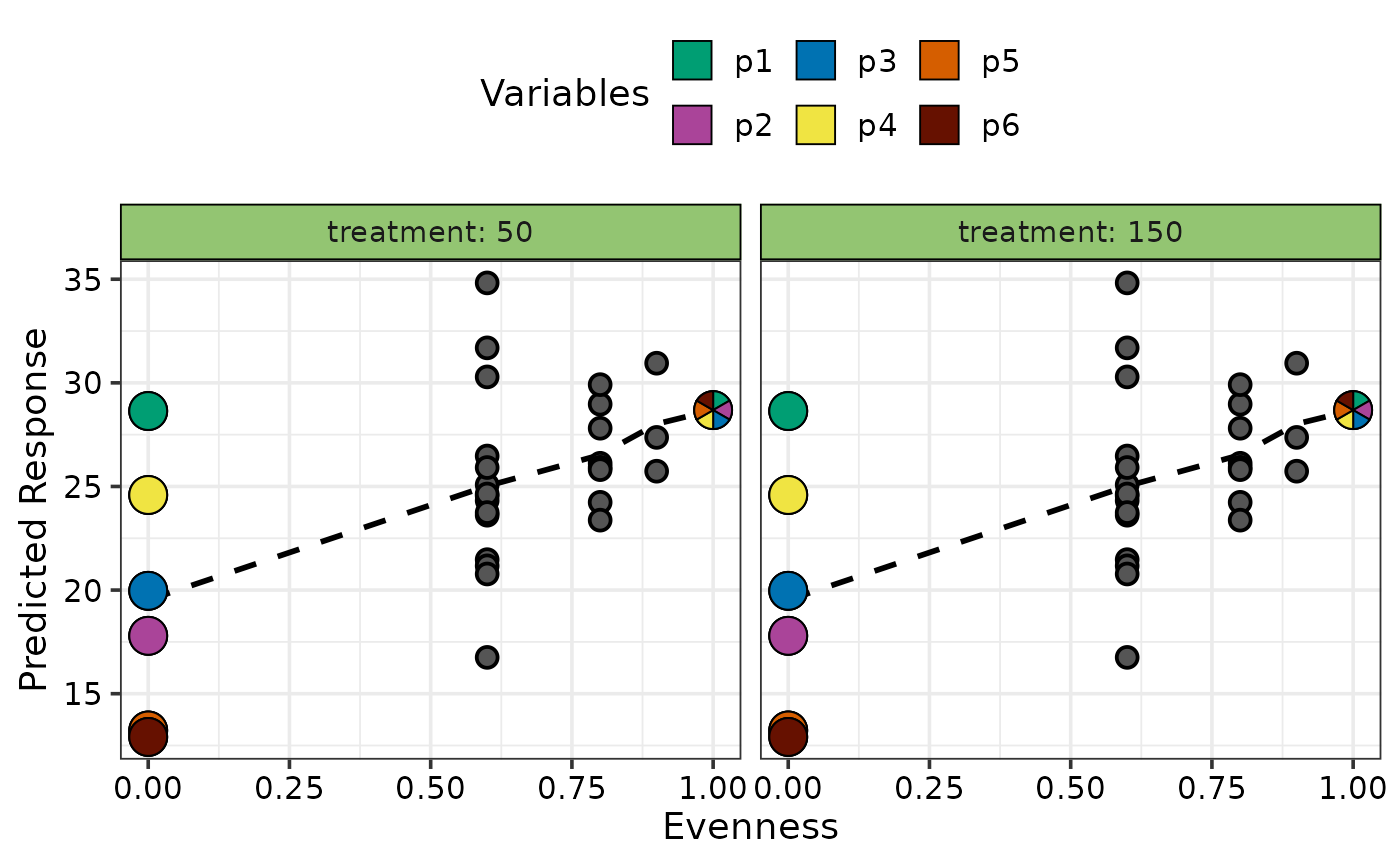 Variables
p1 p3 p5
p2 p4 p6
treatment: 50 treatment: 150
Predicted Response
35
30
25
20
15
0.00 0.25 0.50 0.75 1.00 0.00 0.25 0.50 0.75 1.00
Evenness